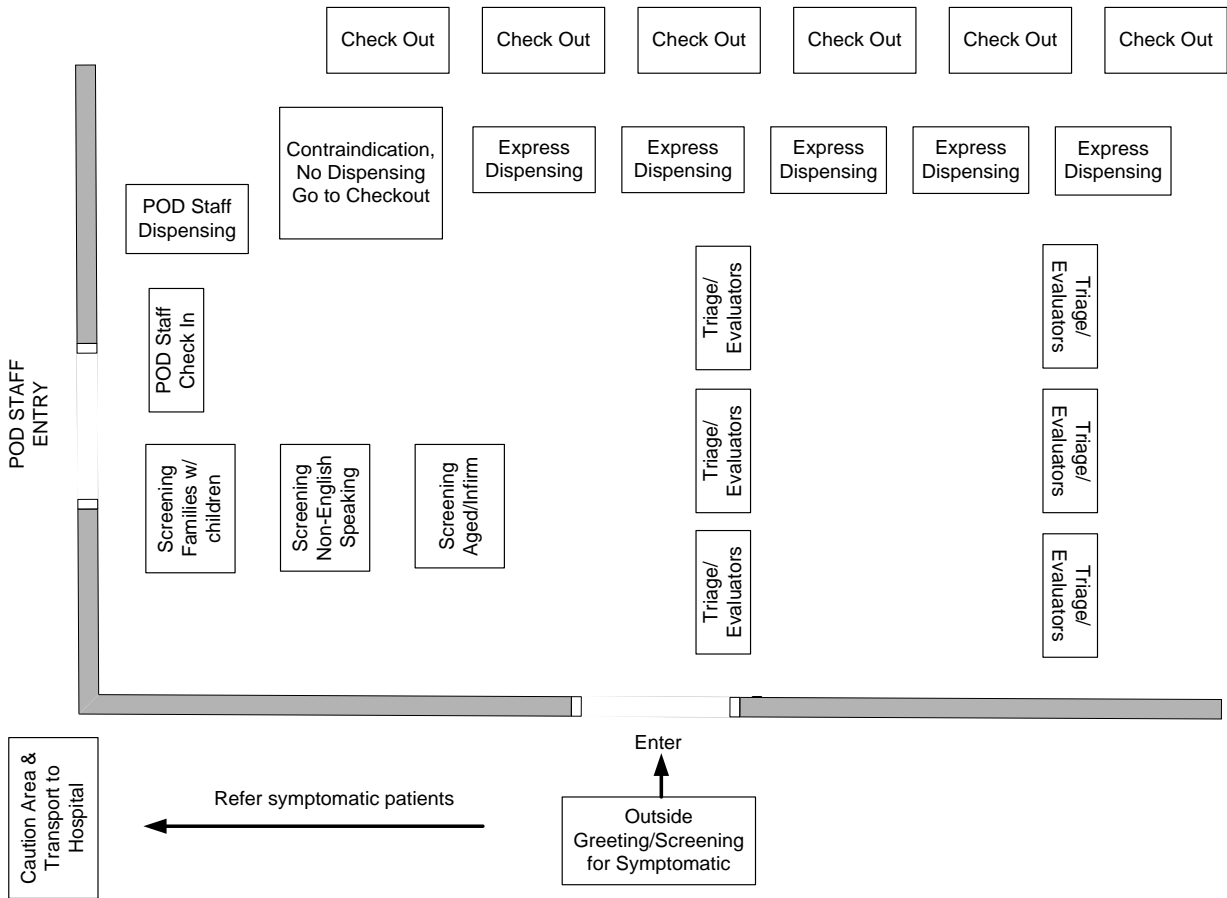 Check Out
Check Out
Check Out
Check Out
Check Out
Check Out
Contraindication,
No Dispensing
Go to Checkout
Express
Dispensing
Express
Dispensing
Express
Dispensing
Express
Dispensing
Express
Dispensing
POD Staff
Dispensing
POD Staff
Check In
POD STAFF
ENTRY
Triage/
Evaluators
Triage/
Evaluators
Triage/
Evaluators
Triage/
Evaluators
Screening
Families w/
children
Screening
Non-English
Speaking
Screening
Aged/Infirm
Triage/
Evaluators
Triage/
Evaluators
Enter
Caution Area &
Transport to
Hospital
Refer symptomatic patients
Outside
Greeting/Screening
for Symptomatic